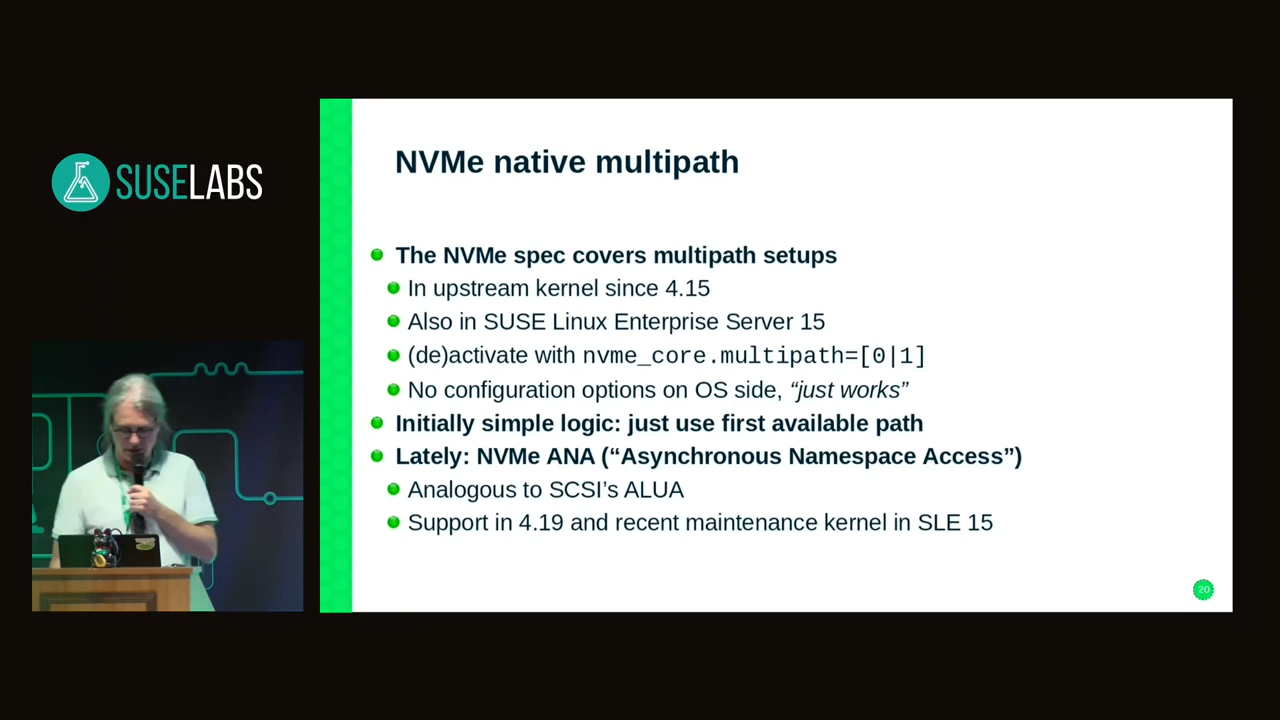 SUSELABS
NVMe native multipath
The NVMe spec covers multipath setups
In upstream kernel since 4.15
Also in SUSE Linux Enterprise Server 15
(de)activate with nvme_core.multipath=[0|1]
No configuration options on OS side, “just works”
Initially simple logic: just use first available path
Lately: NVMe ANA (“Asynchronous Namespace Access”)
Analogous to SCSI’s ALUA
Support in 4.19 and recent maintenance kernel in SLE 15
20